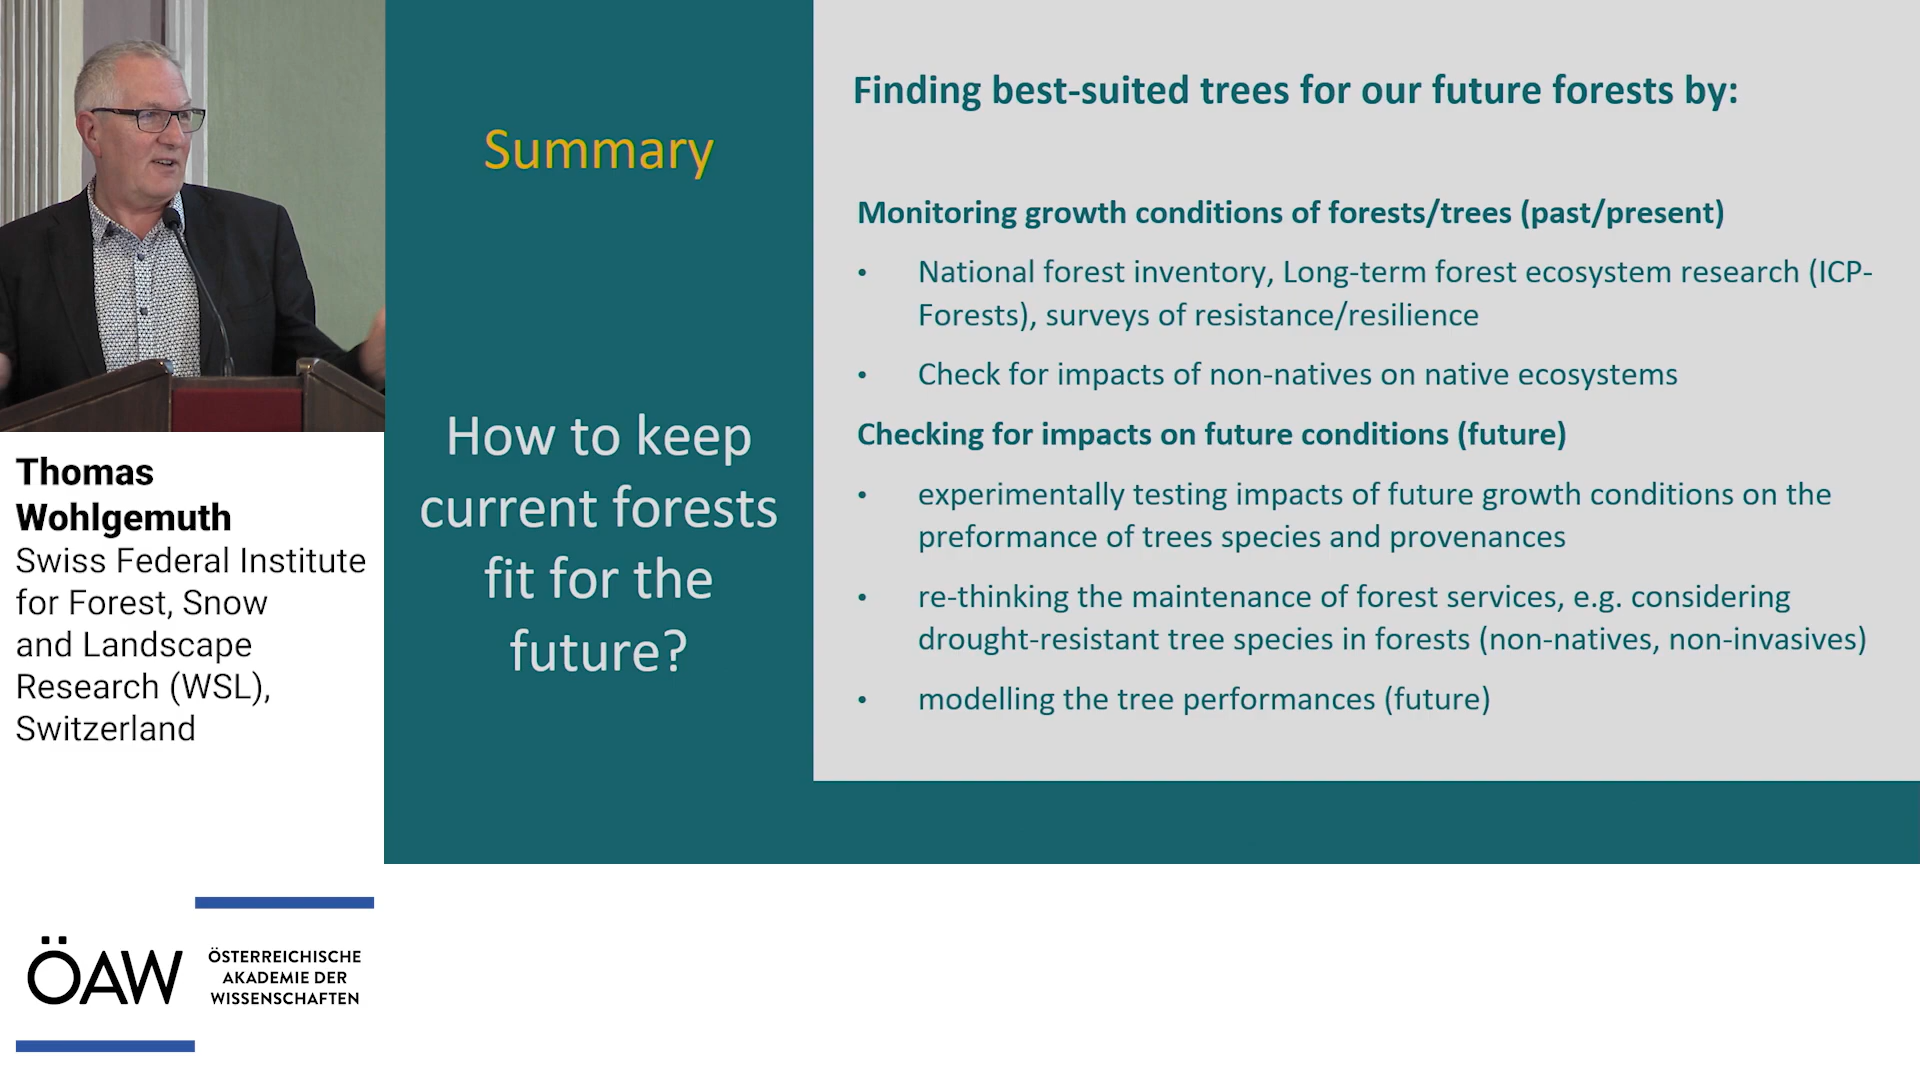 Thomas
Wohlgemuth
Swiss Federal Institute
for Forest, Snow
and Landscape
Research (WSL),
Switzerland
ÖAW
ÖSTERREICHISCHE
AKADEMIE DER
WISSENSCHAFTEN
Summary
How to keep
current forests
fit for the
future?
Finding best-suited trees for our future forests by:
Monitoring growth conditions of forests/trees (past/present)
• National forest inventory, Long-term forest ecosystem research (ICP-
Forests), surveys of resistance/resilience
• Check for impacts of non-natives on native ecosystems
Checking for impacts on future conditions (future)
• experimentally testing impacts of future growth conditions on the
preformance of trees species and provenances
• re-thinking the maintenance of forest services, e.g. considering
drought-resistant tree species in forests (non-natives, non-invasives)
• modelling the tree performances (future)